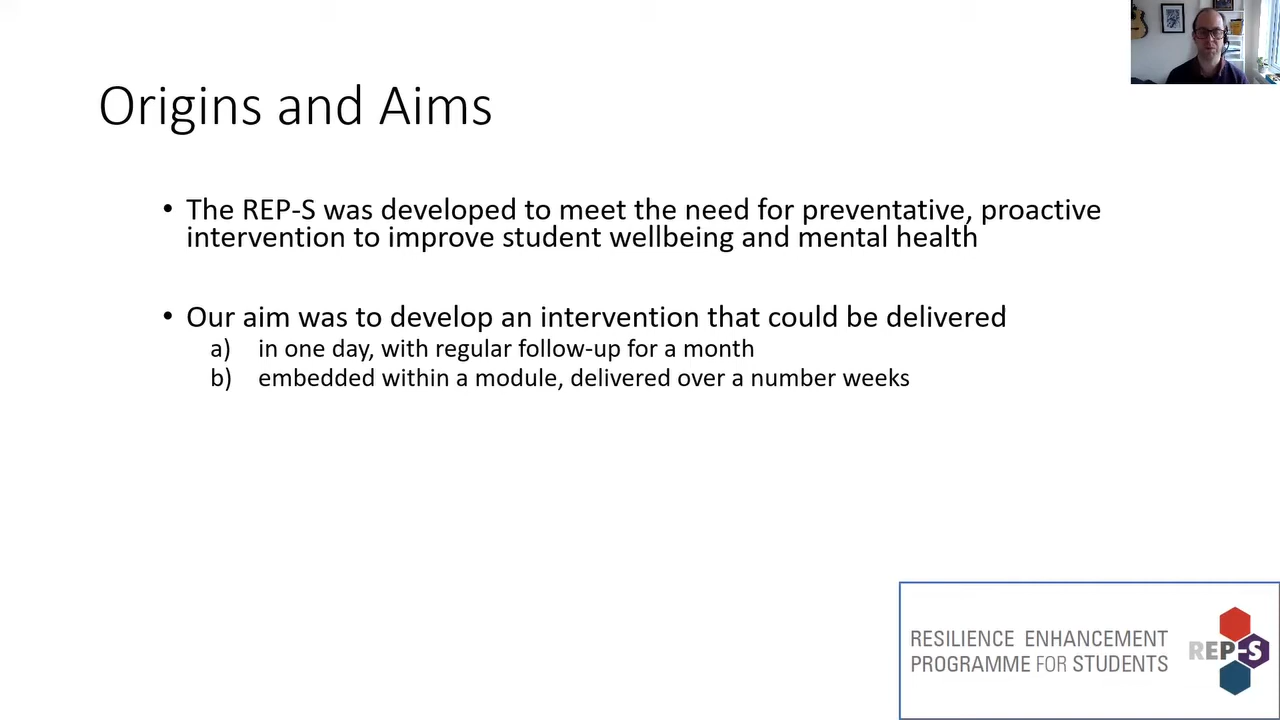 Origins and Aims
• The REP-S was developed to meet the need for preventative, proactive
intervention to improve student wellbeing and mental health
• Our aim was to develop an intervention that could be delivered
a) in one day, with regular follow-up for a month
b) embedded within a module, delivered over a number weeks
RESILIENCE ENHANCEMENT
PROGRAMME FOR STUDENTS
REP-S